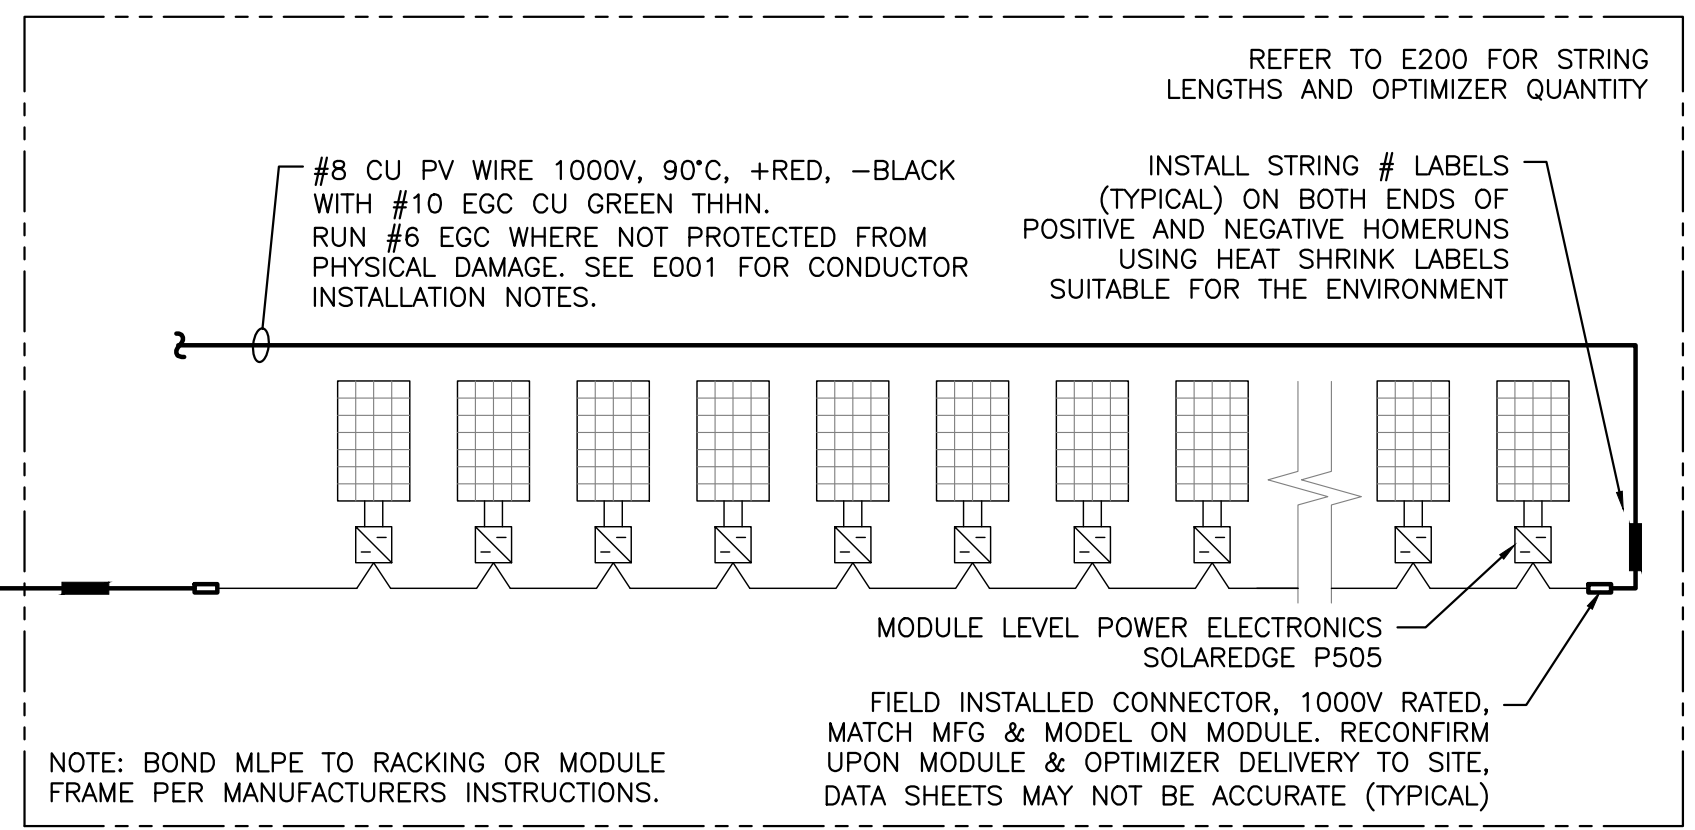 REFER TO E200 FOR STRING
LENGTHS AND OPTIMIZER QUANTITY
#8 CU PV WIRE 1000V, 90°C, +RED, −BLACK
WITH #10 EGC CU GREEN THHN.
RUN #6 EGC WHERE NOT PROTECTED FROM
PHYSICAL DAMAGE. SEE E001 FOR CONDUCTOR
INSTALLATION NOTES.
INSTALL STRING # LABELS
(TYPICAL) ON BOTH ENDS OF
POSITIVE AND NEGATIVE HOMERUNS
USING HEAT SHRINK LABELS
SUITABLE FOR THE ENVIRONMENT
MODULE LEVEL POWER ELECTRONICS
SOLAREDGE P505
FIELD INSTALLED CONNECTOR, 1000V RATED,
MATCH MFG & MODEL ON MODULE. RECONFIRM
UPON MODULE & OPTIMIZER DELIVERY TO SITE,
DATA SHEETS MAY NOT BE ACCURATE (TYPICAL)
NOTE: BOND MLPE TO RACKING OR MODULE
FRAME PER MANUFACTURERS INSTRUCTIONS.